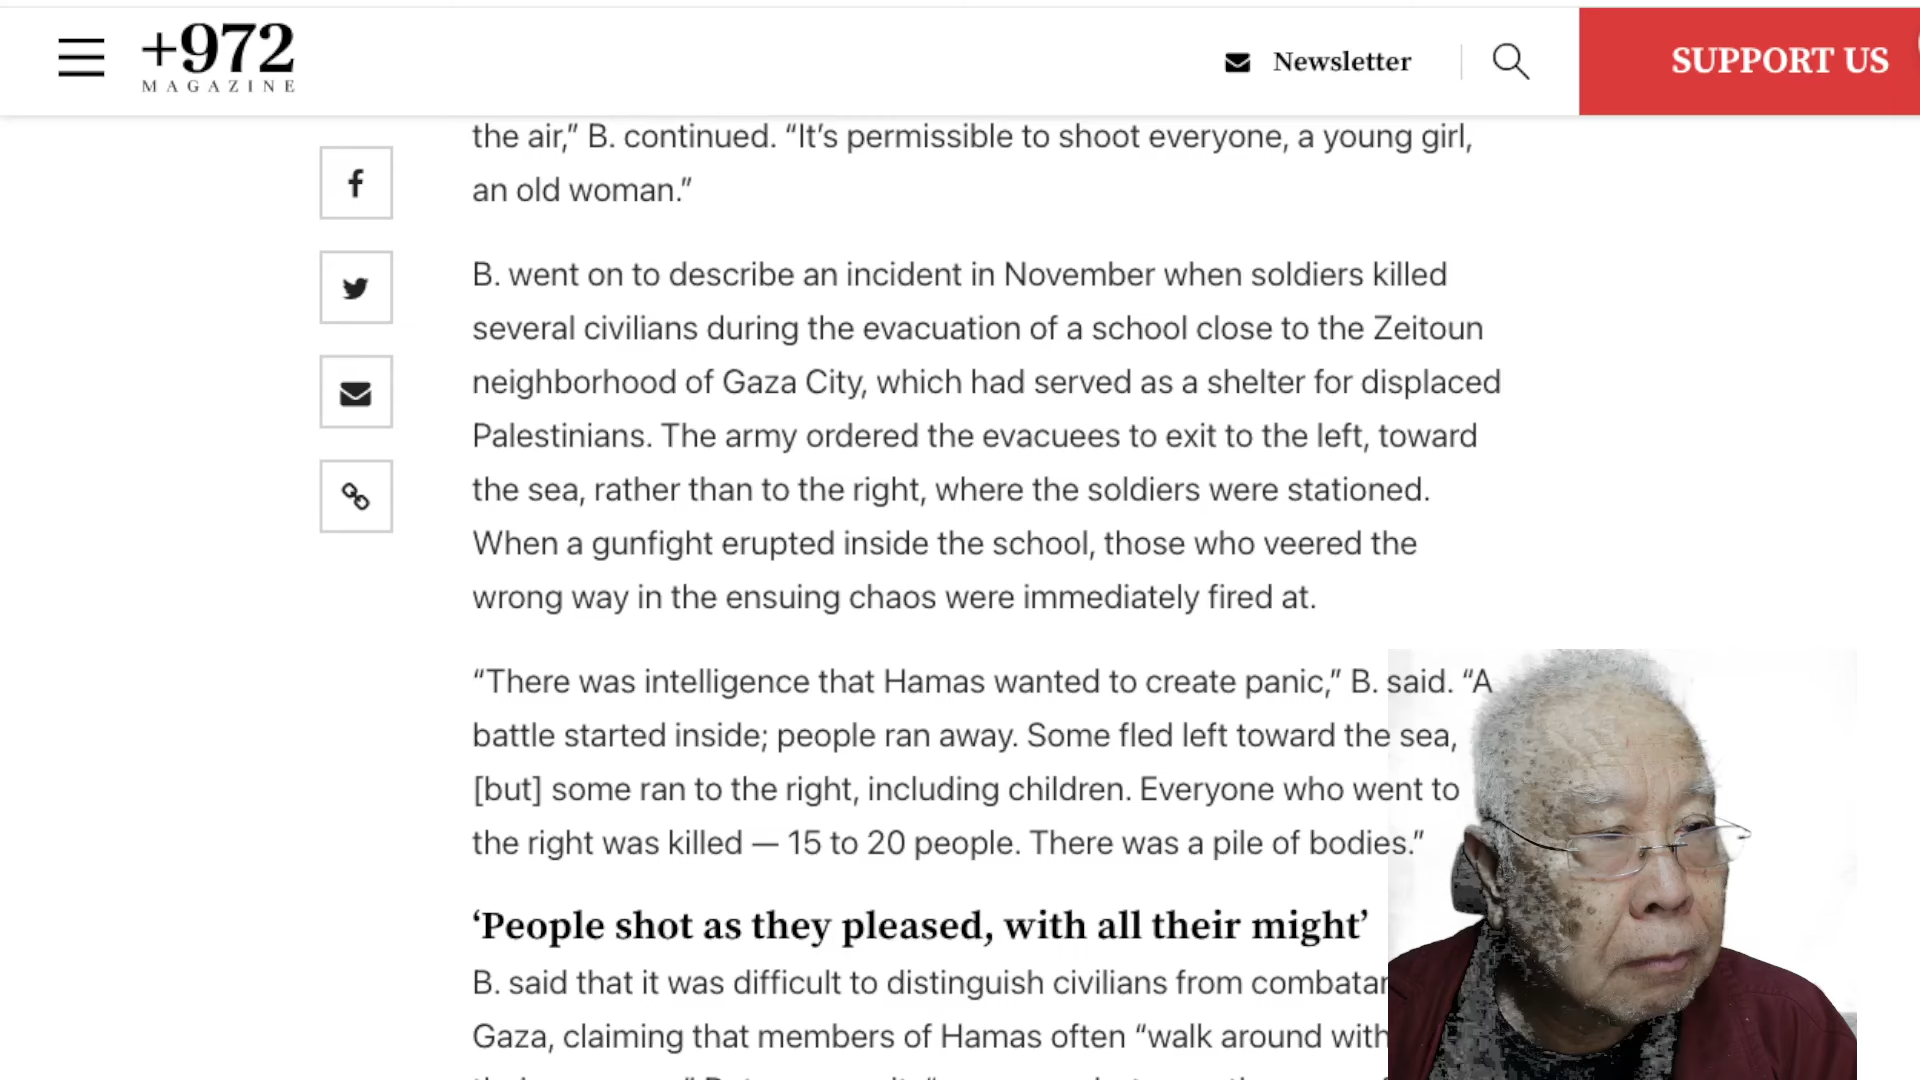 +972
MAGAZINE
Newsletter
SUPPORT US
the air,” B. continued. “It’s permissible to shoot everyone, a young girl,
an old woman.”
B. went on to describe an incident in November when soldiers killed
several civilians during the evacuation of a school close to the Zeitoun
neighborhood of Gaza City, which had served as a shelter for displaced
Palestinians. The army ordered the evacuees to exit to the left, toward
the sea, rather than to the right, where the soldiers were stationed.
When a gunfight erupted inside the school, those who veered the
wrong way in the ensuing chaos were immediately fired at.
“There was intelligence that Hamas wanted to create panic,” B. said. “A
battle started inside; people ran away. Some fled left toward the sea,
[but] some ran to the right, including children. Everyone who went to
the right was killed — 15 to 20 people. There was a pile of bodies.”
‘People shot as they pleased, with all their might’
B. said that it was difficult to distinguish civilians from
Gaza, claiming that members of Hamas often “walk around with